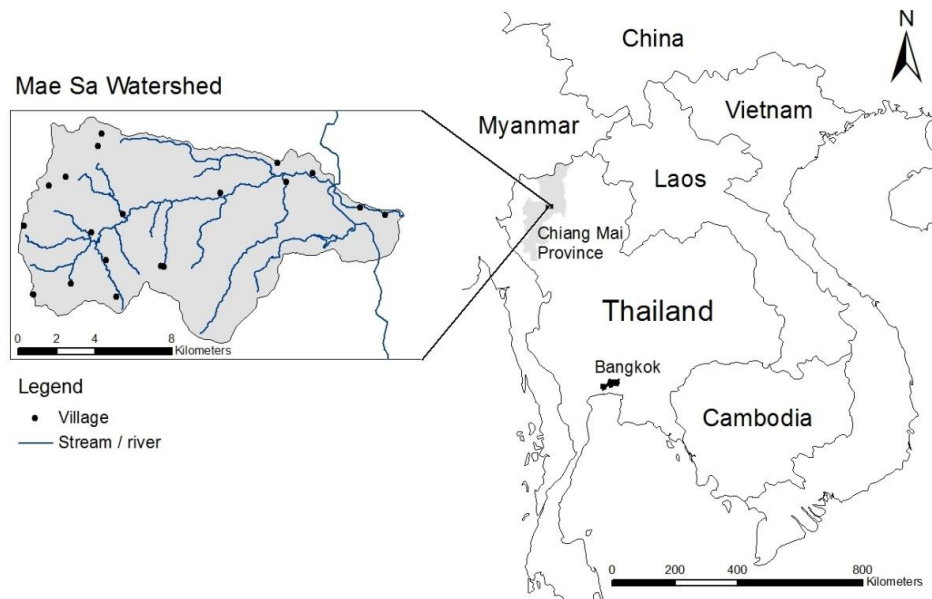 Mae Sa Watershed
0 2 4 8
Kilometers
Legend
Village
Stream / river
N
China
Myanmar
Vietnam
Laos
Chiang Mai
Province
Thailand
Bangkok
Cambodia
0 200 400 800
Kilometers